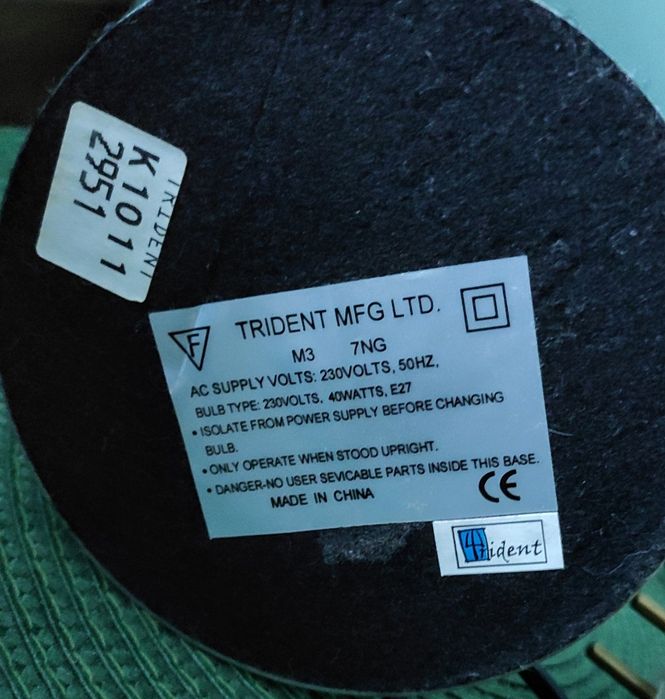 TRIDENT
K1011
2951
F
TRIDENT MFG LTD.
M3 7NG
AC SUPPLY VOLTS: 230VOLTS, 50HZ,
BULB TYPE: 230VOLTS, 40WATTS, E27
• ISOLATE FROM POWER SUPPLY BEFORE CHANGING
BULB.
• ONLY OPERATE WHEN STOOD UPRIGHT.
• DANGER-NO USER SEVICABLE PARTS INSIDE THIS BASE.
MADE IN CHINA
CE
Trident